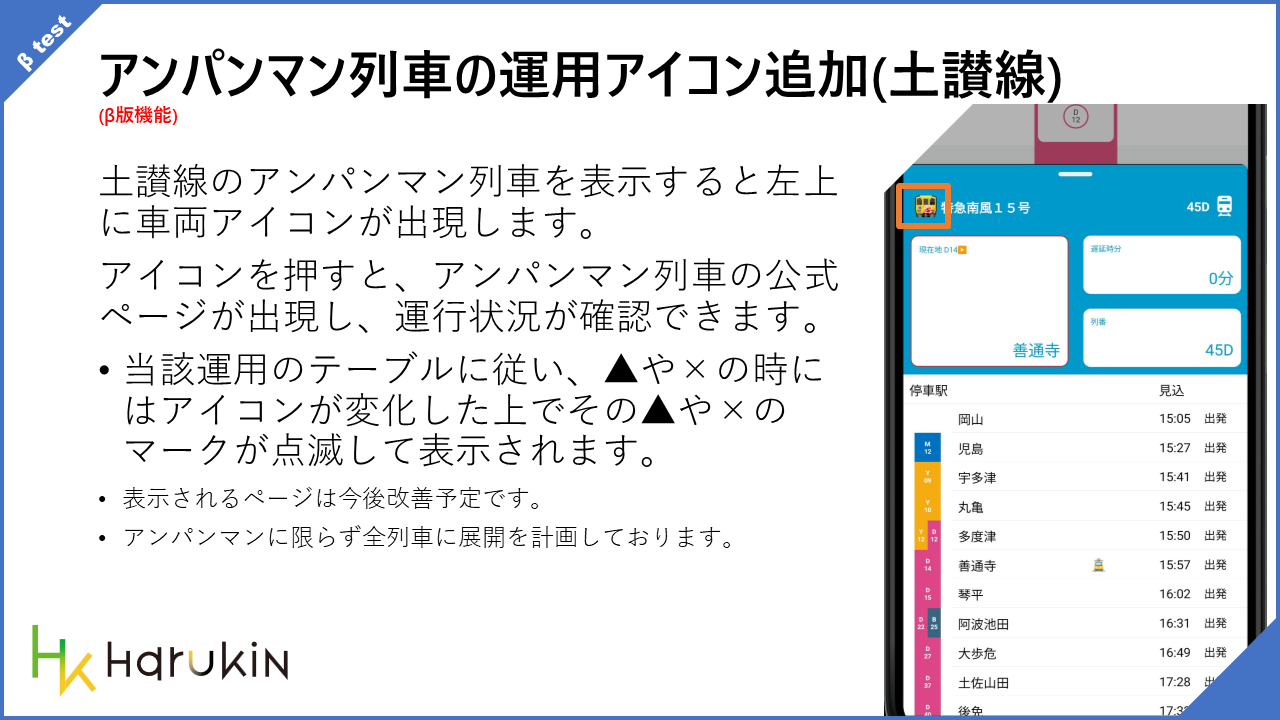 β test
アンパンマン列車の運用アイコン追加(土讃線)
(β版機能)
土讃線のアンパンマン列車を表示すると左上
に車両アイコンが出現します。
アイコンを押すと、アンパンマン列車の公式
ページが出現し、運行状況が確認できます。
• 当該運用のテーブルに従い、▲や×の時に
はアイコンが変化した上でその▲や×の
マークが点滅して表示されます。
• 表示されるページは今後改善予定です。
• アンパンマンに限らず全列車に展開を計画しております。
HK HaruKiN
D
12
特急南風15号
45D
現在地 D14▶
善通寺
遅延時分
0分
列番
45D
停車駅 見込
岡山 15:05 出発
M 12 児島 15:27 出発
Y 09 宇多津 15:41 出発
Y 10 丸亀 15:45 出発
Y 12 D 12 多度津 15:50 出発
D 14 善通寺 15:57 出発
D 15 琴平 16:02 出発
D 22 B 25 阿波池田 16:31 出発
D 27 大歩危 16:49 出発
D 37 土佐山田 17:28 出
D 40 後免 17:3